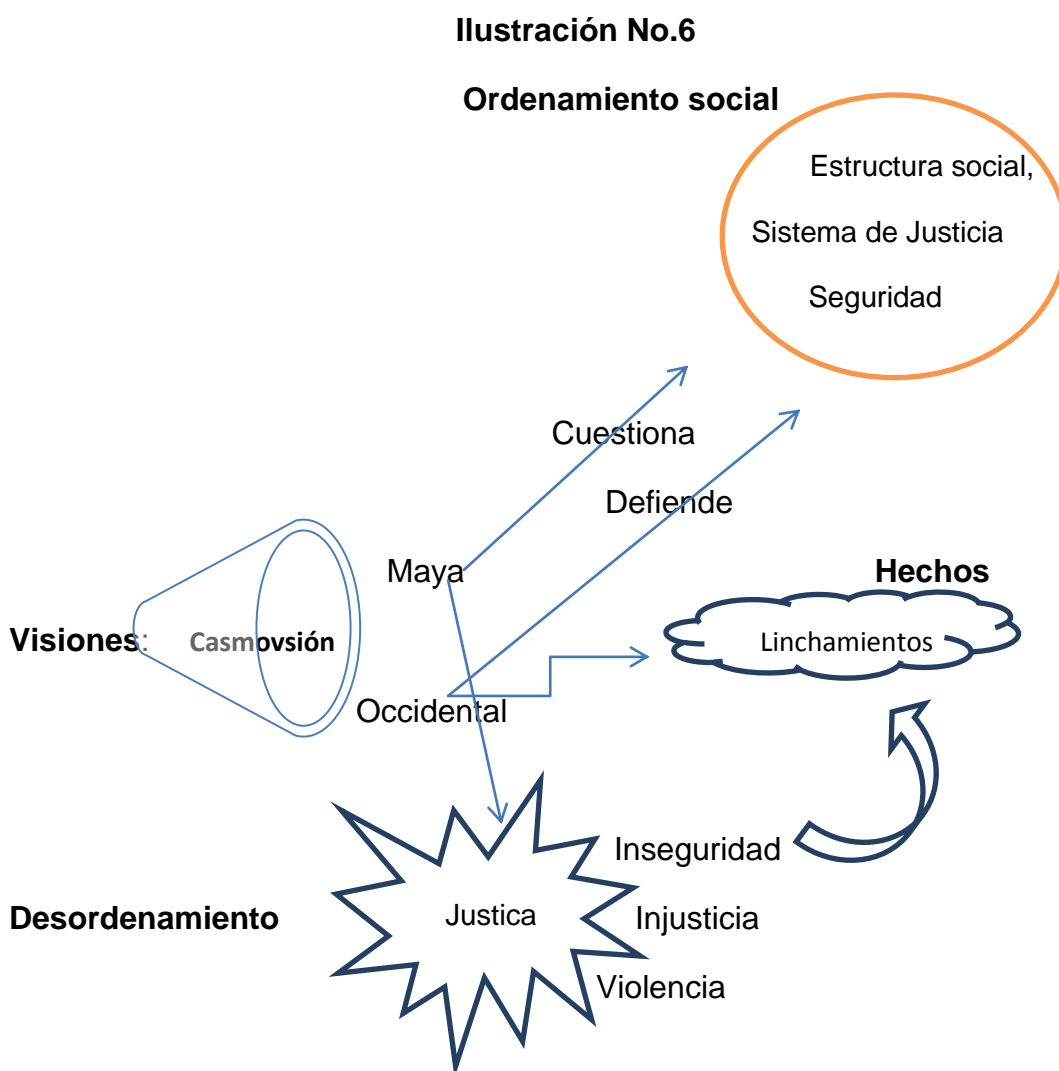 Ilustración No.6
Ordenamiento social
Estructura social,
Sistema de Justicia
Seguridad
Cuestiona
Defiende
Maya
Hechos
Visiones: Casmovsión
Linchamientos
Occidental
Inseguridad
Desordenamiento
Justica
Injusticia
Violencia